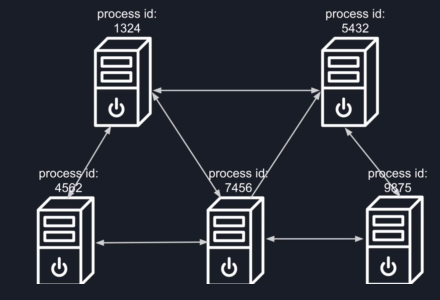 process id:
1324
process id:
5432
process id:
4562
process id:
7456
process id:
9875